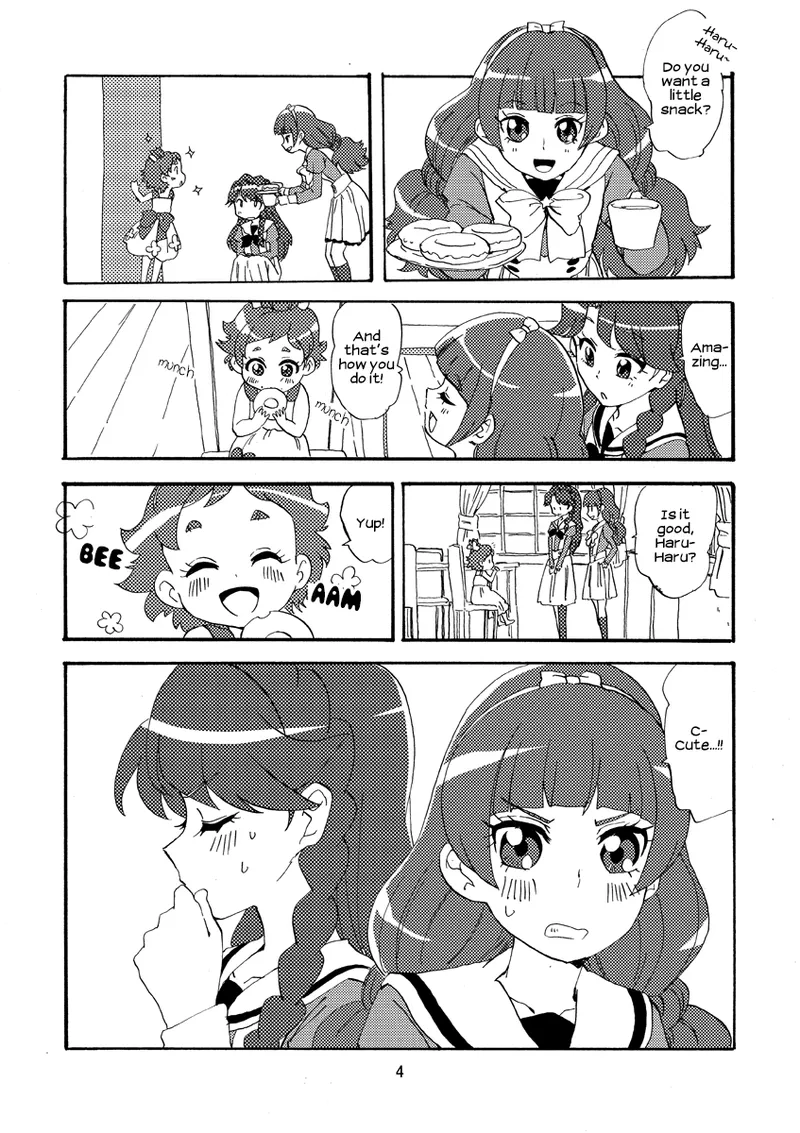 Haru-
Haru-
Do you
want a
little
snack?
Ama-
zing...
And
that's
how you
do it!
munch
munch
Is it
good,
Haru-
Haru?
Yup!
BEE
AAM
C-
Cute...!!
4